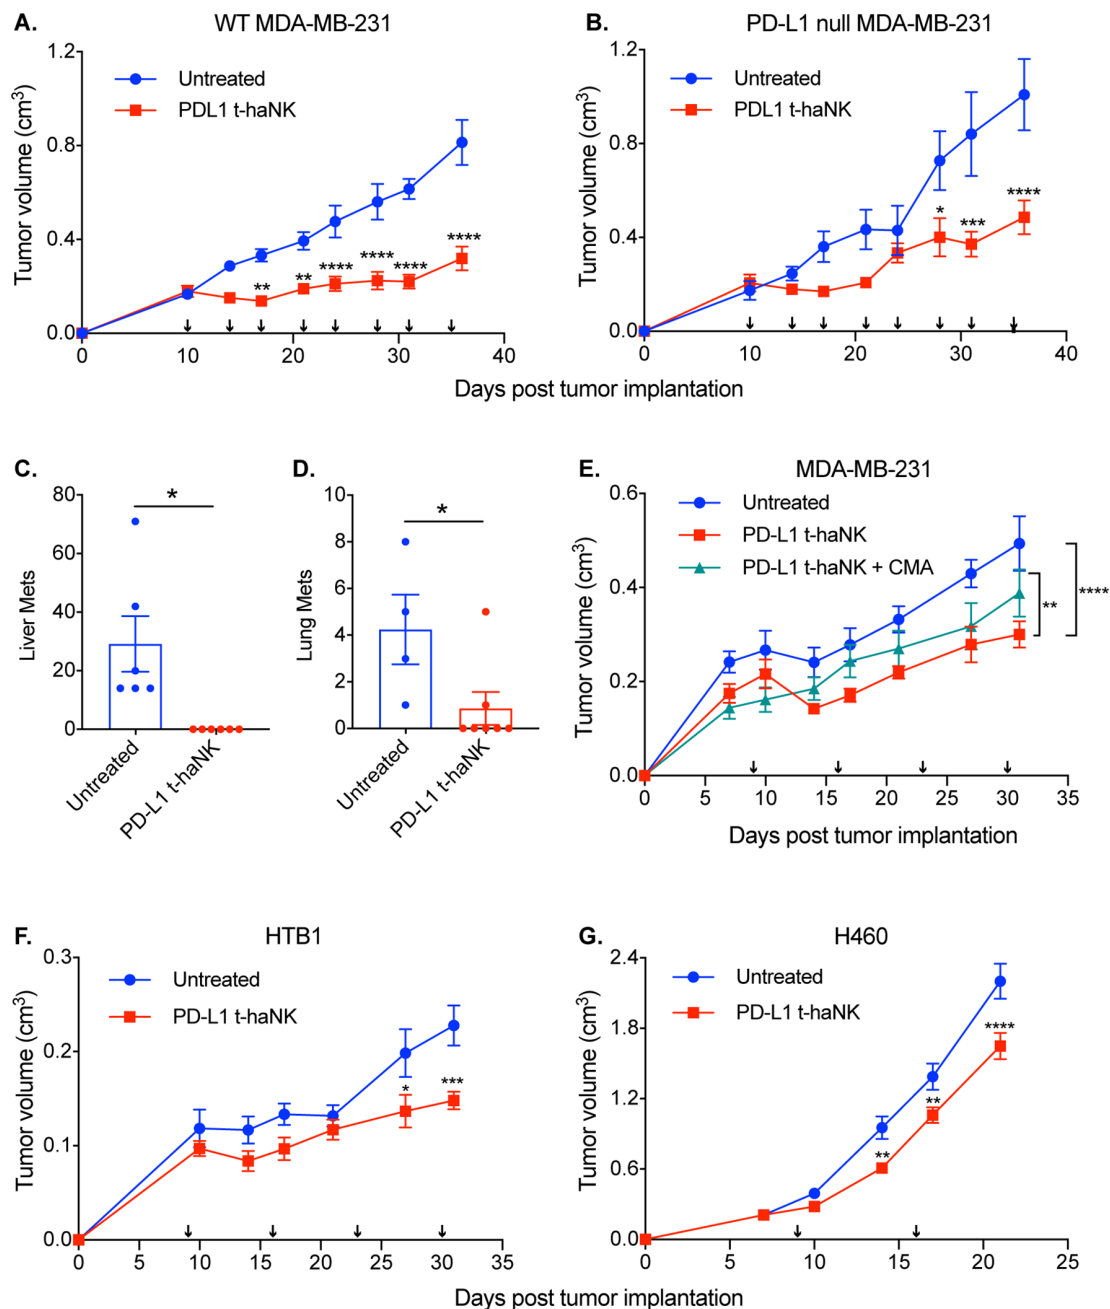 A.
WT MDA-MB-231
Tumor volume (cm³)
1.2
0.8
0.4
0.0
Untreated
PDL1 t-haNK
**
**
****
****
****
****
0
10
20
30
40
B.
PD-L1 null MDA-MB-231
Tumor volume (cm³)
1.2
0.8
0.4
0.0
Untreated
PDL1 t-haNK
*
***
****
0
10
20
30
40
Days post tumor implantation
C.
Liver Mets
80
60
40
20
0
*
Untreated
PD-L1 t-haNK
D.
Lung Mets
10
8
6
4
2
0
*
Untreated
PD-L1 t-haNK
E.
MDA-MB-231
Tumor volume (cm³)
0.6
0.4
0.2
0.0
Untreated
PD-L1 t-haNK
PD-L1 t-haNK + CMA
**
****
0
5
10
15
20
25
30
35
Days post tumor implantation
F.
HTB1
Tumor volume (cm³)
0.3
0.2
0.1
0.0
Untreated
PD-L1 t-haNK
*
***
0
5
10
15
20
25
30
35
G.
H460
Tumor volume (cm³)
2.4
1.8
1.2
0.6
0.0
Untreated
PD-L1 t-haNK
**
**
****
0
5
10
15
20
25
Days post tumor implantation